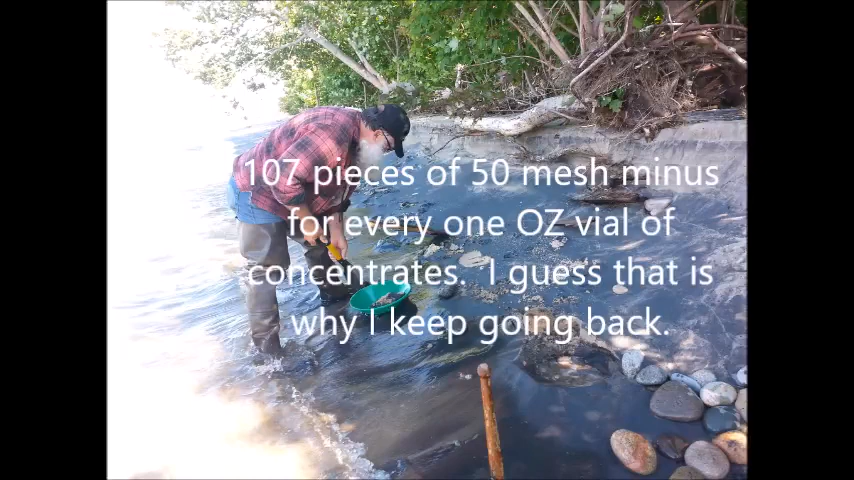 107 pieces of 50 mesh minus
for every one OZ vial of
concentrates.  I guess that is
why I keep going back.